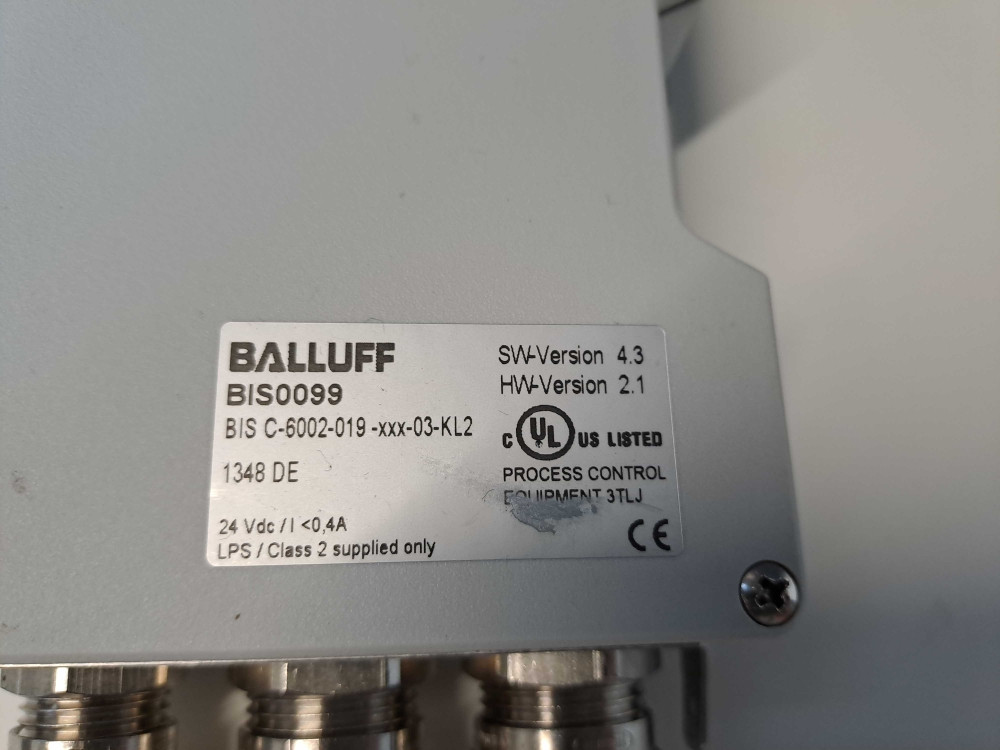 BALLUFF
BIS0099
BIS C-6002-019 -xxx-03-KL2
1348 DE
24 Vdc / I <0,4A
LPS / Class 2 supplied only
SW-Version 4.3
HW-Version 2.1
C UL US LISTED
PROCESS CONTROL
EQUIPMENT 3TLJ
CE